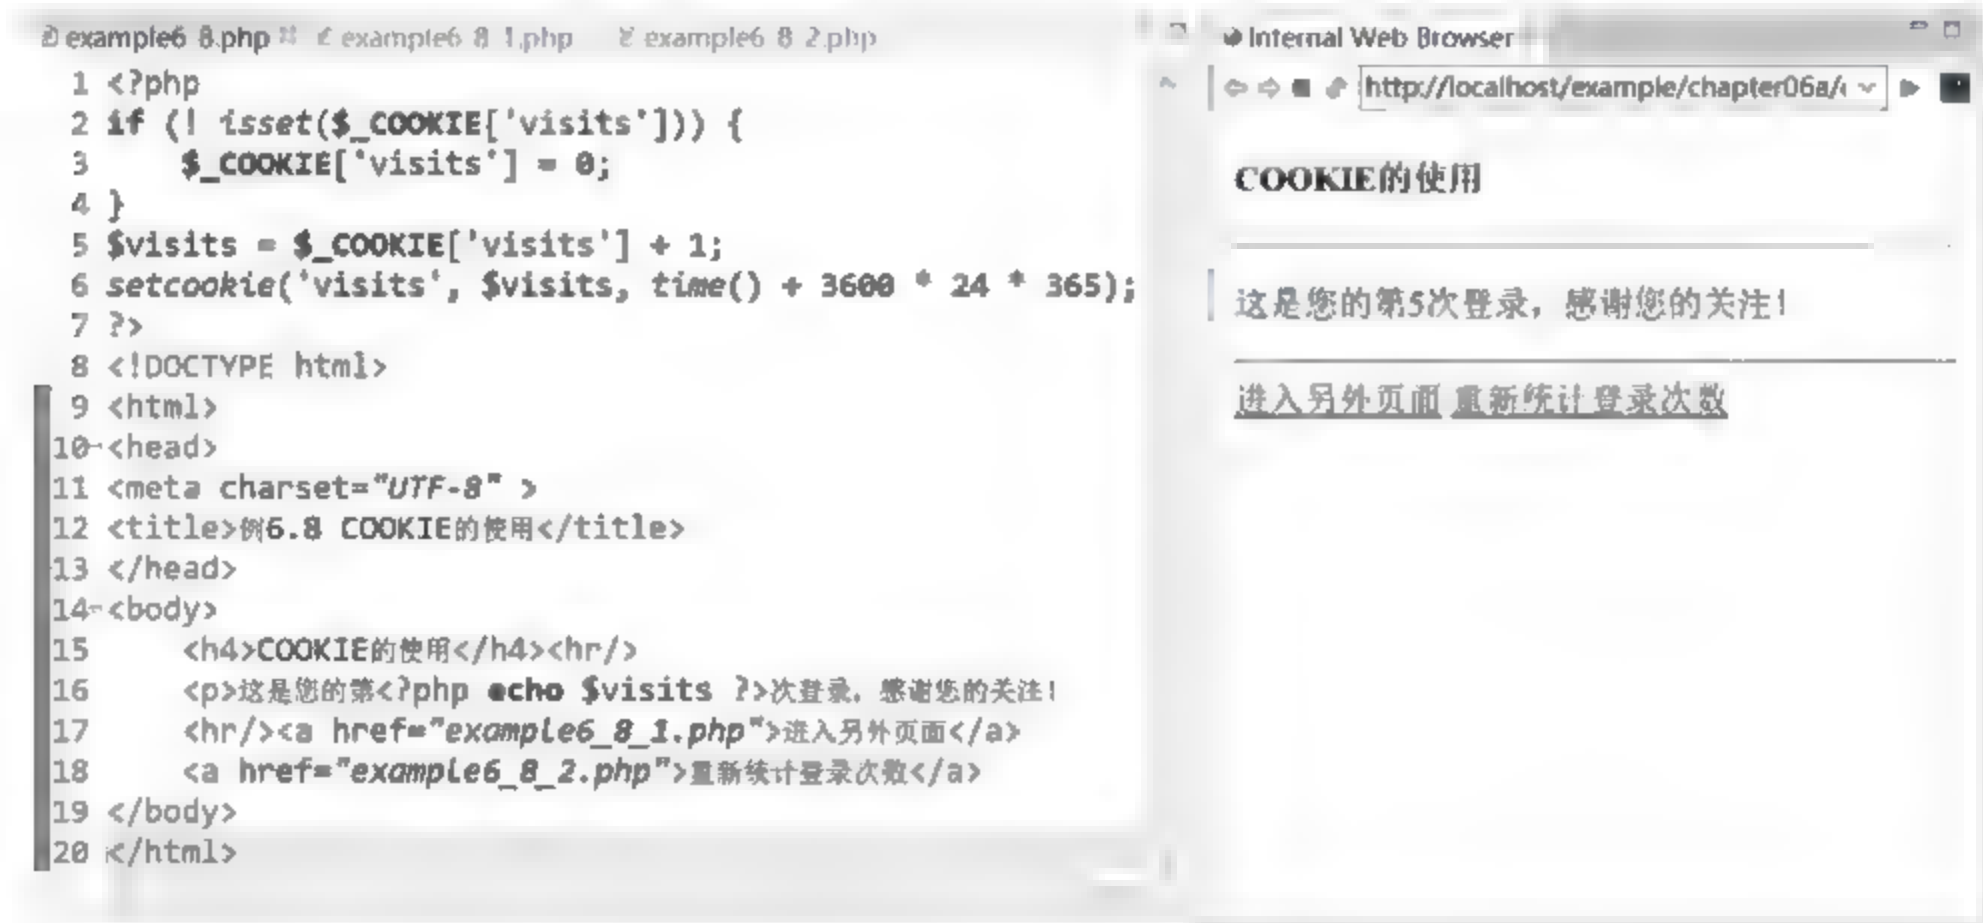 example6_8.php example6_8_1.php example6_8_2.php
1 <?php
2 if (! isset($_COOKIE['visits'])) {
3     $_COOKIE['visits'] = 0;
4 }
5 $visits = $_COOKIE['visits'] + 1;
6 setcookie('visits', $visits, time() + 3600 * 24 * 365);
7 ?>
8 <!DOCTYPE html>
9 <html>
10 <head>
11 <meta charset="UTF-8" >
12 <title>例6.8 COOKIE的使用</title>
13 </head>
14 <body>
15     <h4>COOKIE的使用</h4><hr/>
16     <p>这是您的第<?php echo $visits ?>次登录，感谢您的关注！
17     <hr/><a href="example6_8_1.php">进入另外页面</a>
18     <a href="example6_8_2.php">重新统计登录次数</a>
19 </body>
20 </html>
Internal Web Browser
http://localhost/example/chapter06a/
COOKIE的使用
这是您的第5次登录，感谢您的关注！
进入另外页面 重新统计登录次数